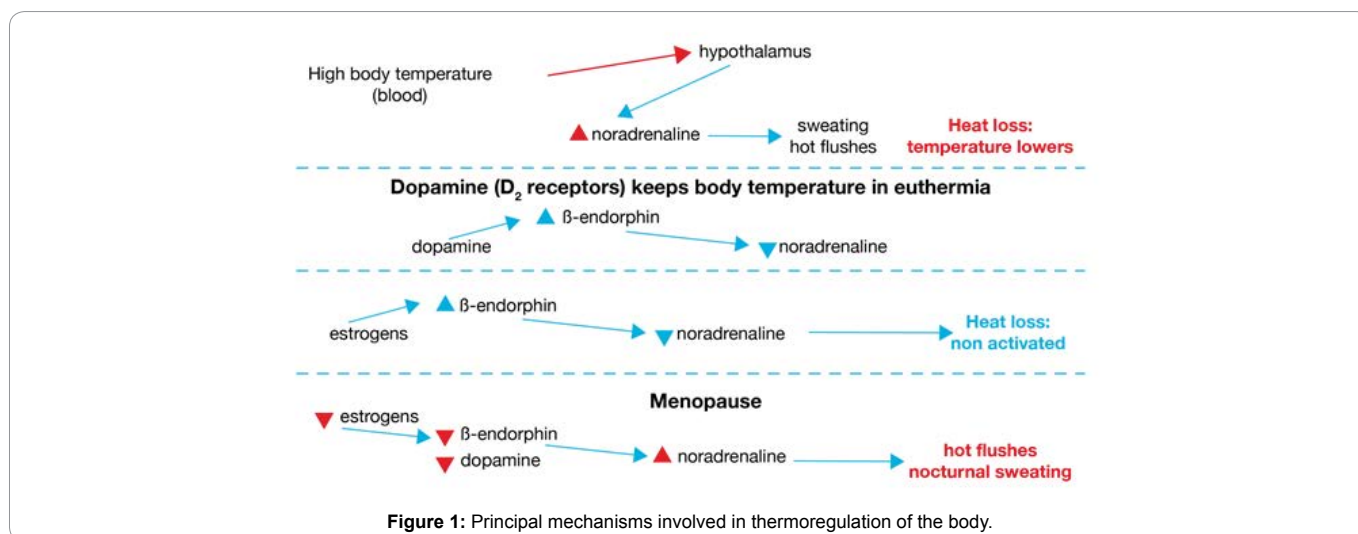 hypothalamus
High body temperature
(blood)
noradrenaline
sweating
hot flushes
Heat loss:
temperature lowers
Dopamine (D₂ receptors) keeps body temperature in euthermia
ß-endorphin
dopamine
noradrenaline
ß-endorphin
estrogens
noradrenaline
Heat loss:
non activated
Menopause
estrogens
ß-endorphin
dopamine
noradrenaline
hot flushes
nocturnal sweating
Figure 1: Principal mechanisms involved in thermoregulation of the body.